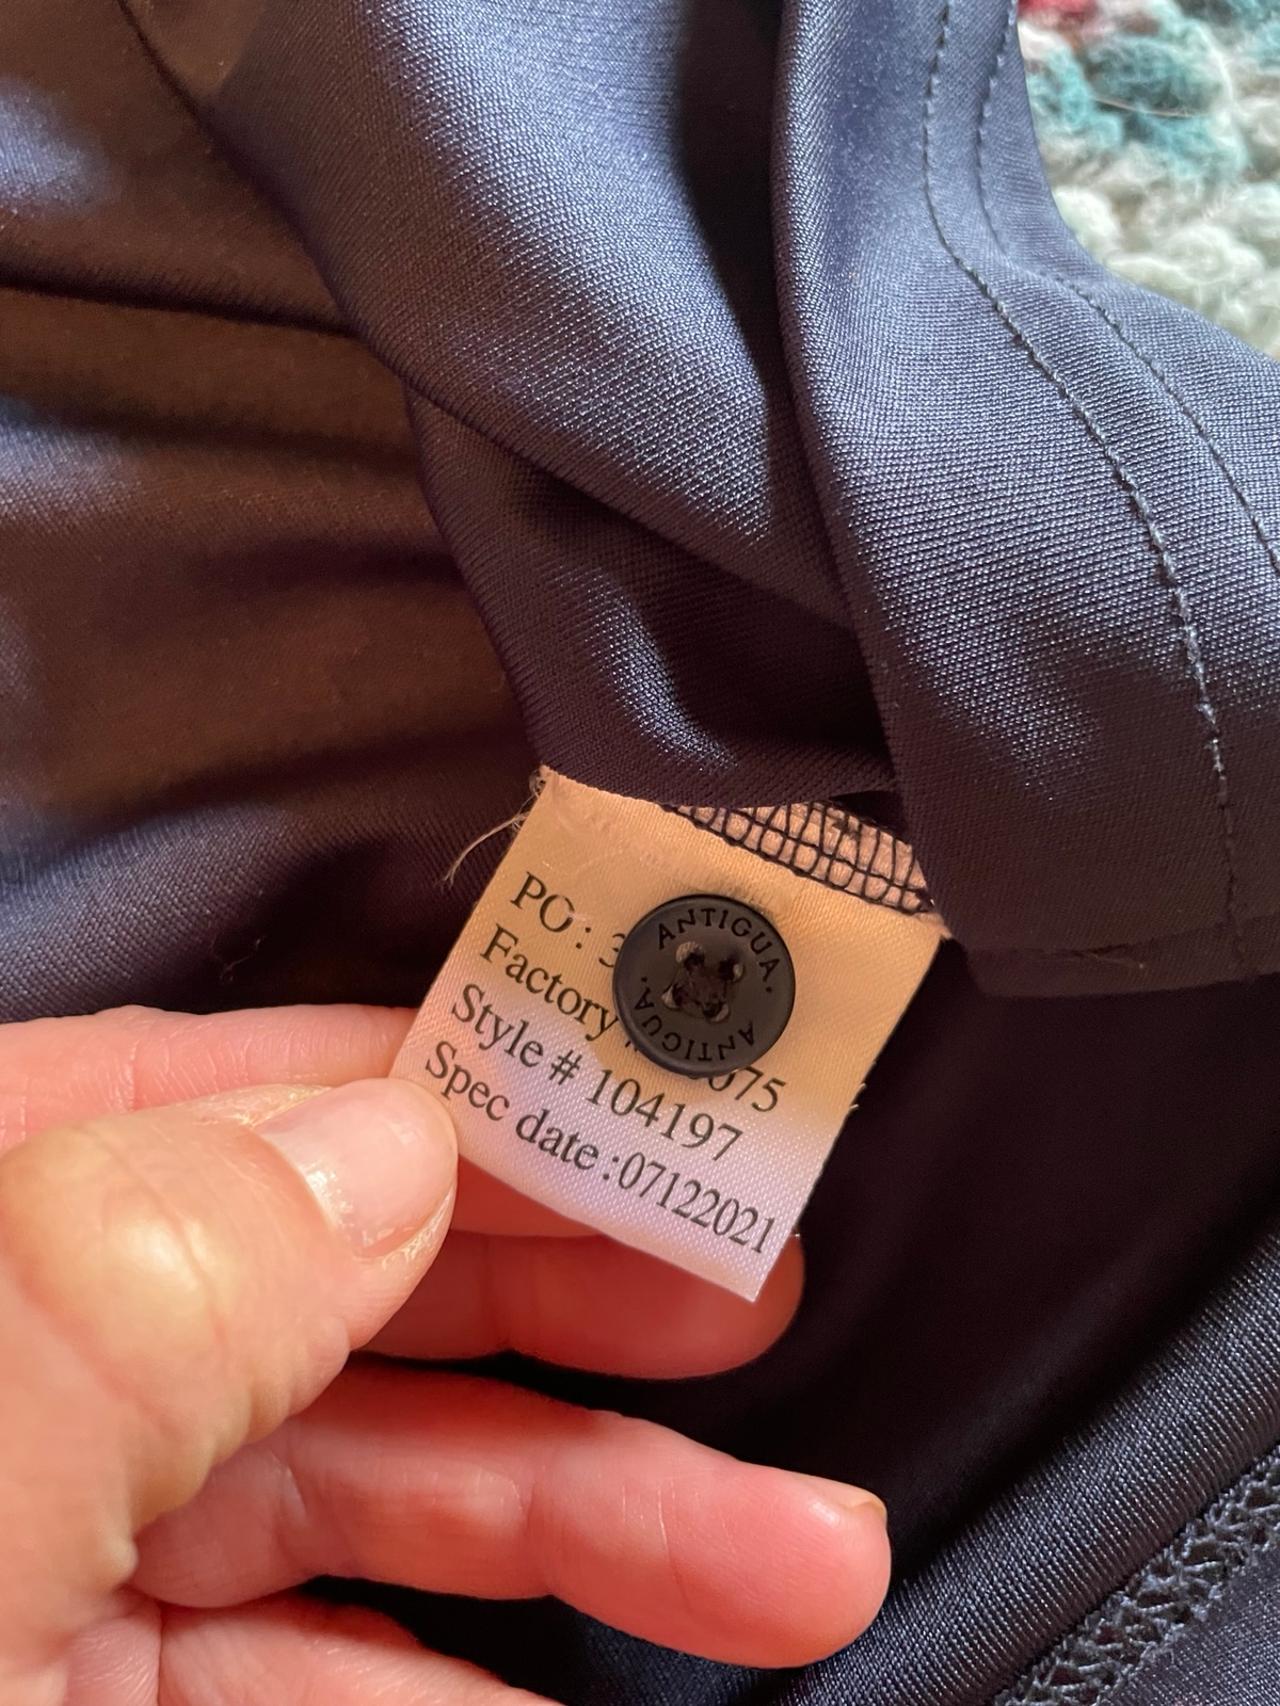 ANTIGUA.
ANTIGUA.
PO:
Factory
Style # 104197
Spec date :07122021